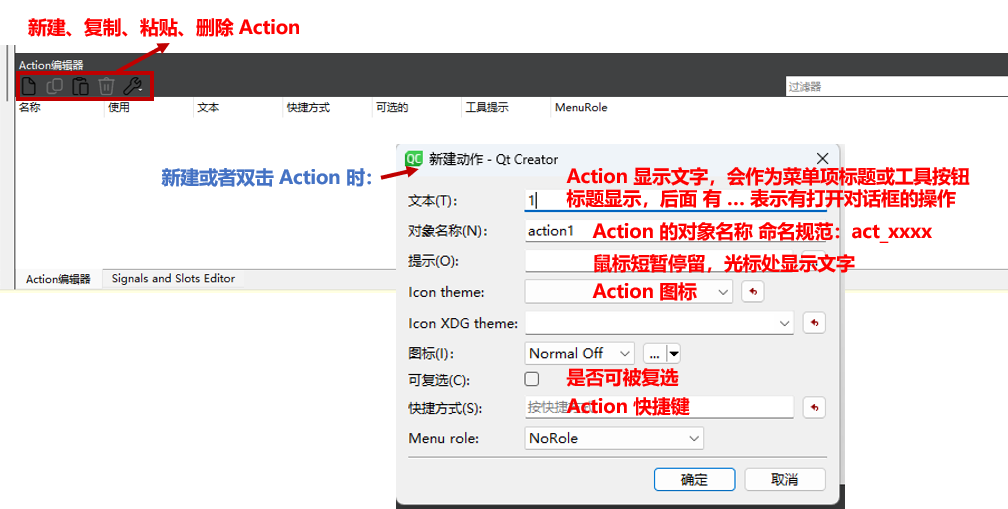 新建、复制、粘贴、删除 Action
Action编辑器
过滤器
名称 使用 文本 快捷方式 可选的 工具提示 MenuRole
QC 新建动作 - Qt Creator
新建或者双击 Action 时：
Action 显示文字，会作为菜单项标题或工具按钮
标题显示，后面 有 ... 表示有打开对话框的操作
文本(T): 1
对象名称(N): action1 Action 的对象名称 命名规范：act_xxxx
提示(O): 鼠标短暂停留，光标处显示文字
Action编辑器 Signals and Slots Editor
Icon theme: Action 图标
Icon XDG theme:
图标(I): Normal Off ...
可复选(C): 是否可被复选
快捷方式(S): 按快捷 Action 快捷键
Menu role: NoRole
确定 取消